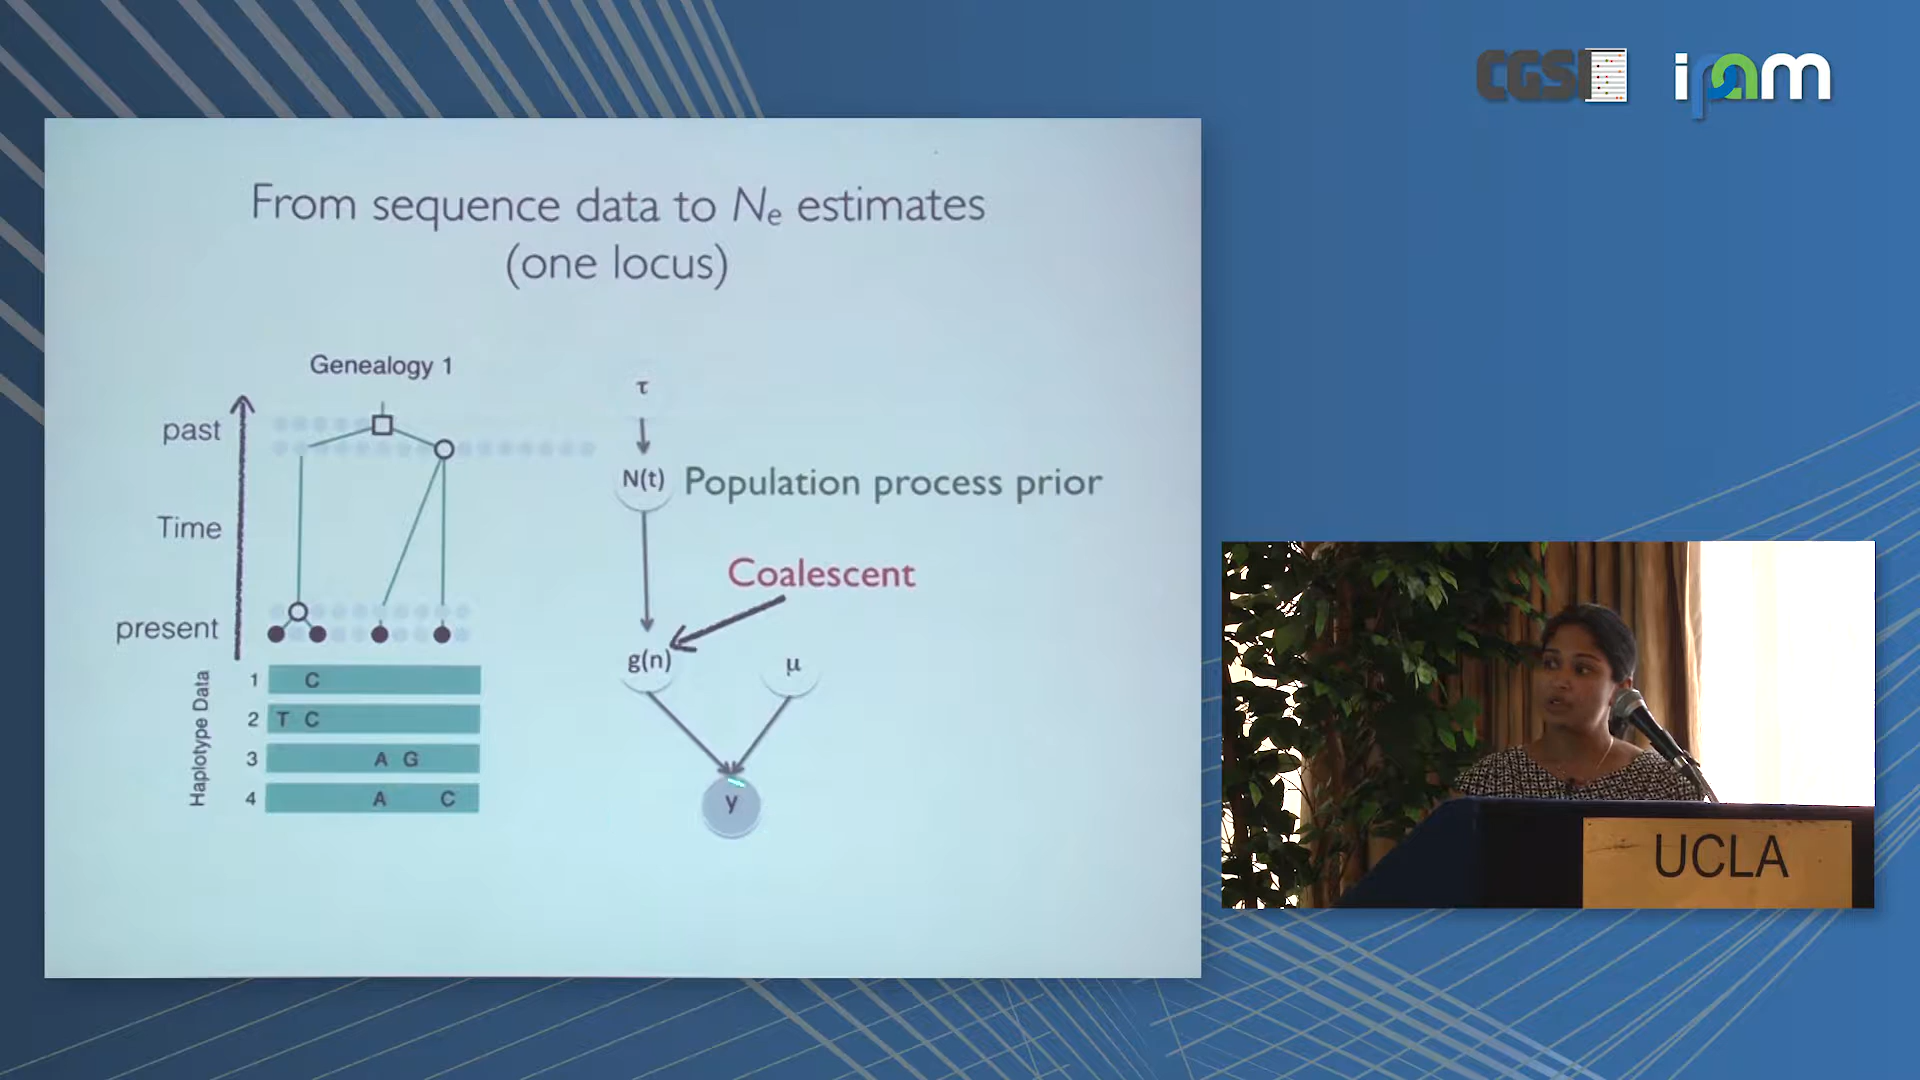 CGSI
ipam
From sequence data to Ne estimates
(one locus)
Genealogy 1
past
Time
present
Haplotype Data
1 C
2 T C
3 A G
4 A C
τ
N(t) Population process prior
Coalescent
g(n) μ
y
UCLA